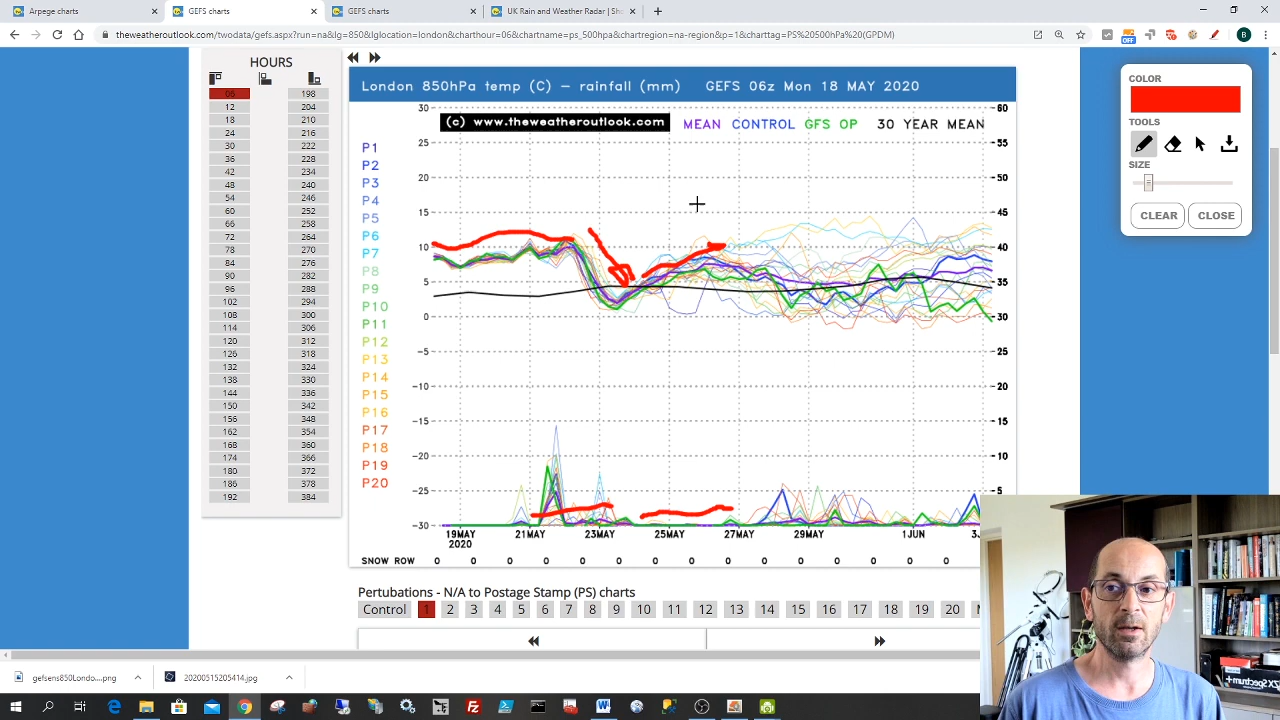 Arpege charts
GEFS charts
GEFS charts
UK Rain and Weather Radar | Sh
theweatheroutlook.com/twodata/gefs.aspx?run=na&lg=850&lglocation=london&charthour=06&chartname=ps_500hpa&chartregion=na-region&p=1&charttag=PS%20500hPa%20(GPDM)
OFF
B
HOURS
06 198
12 204
18 210
24 216
30 222
36 228
42 234
48 240
54 246
60 252
66 258
72 264
78 270
84 276
90 282
96 288
102 294
108 300
114 306
120 312
126 318
132 324
138 330
144 336
150 342
156 348
162 354
168 360
174 366
180 372
186 378
192 384
London 850hPa temp (C) – rainfall (mm) GEFS 06z Mon 18 MAY 2020
(c) www.theweatheroutlook.com
MEAN CONTROL GFS OP 30 YEAR MEAN
P1
P2
P3
P4
P5
P6
P7
P8
P9
P10
P11
P12
P13
P14
P15
P16
P17
P18
P19
P20
30
25
20
15
10
5
0
-5
-10
-15
-20
-25
-30
60
55
50
45
40
35
30
25
20
15
10
5
19MAY 21MAY 23MAY 25MAY 27MAY 29MAY 1JUN
2020
SNOW ROW 0 0 0 0 0 0 0 0 0 0 0 0 0 0 0
Pertubations - N/A to Postage Stamp (PS) charts
Control 1 2 3 4 5 6 7 8 9 10 11 12 13 14 15 16 17 18 19 20
COLOR
TOOLS
SIZE
CLEAR CLOSE
ZX Spectrum+
gefsens850Londo....png
20200515205414.jpg